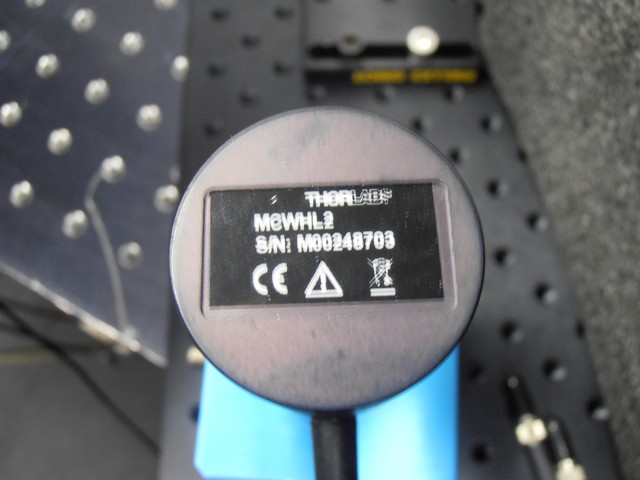 THORLABS
MCWHL2
S/N: M00248703
CE